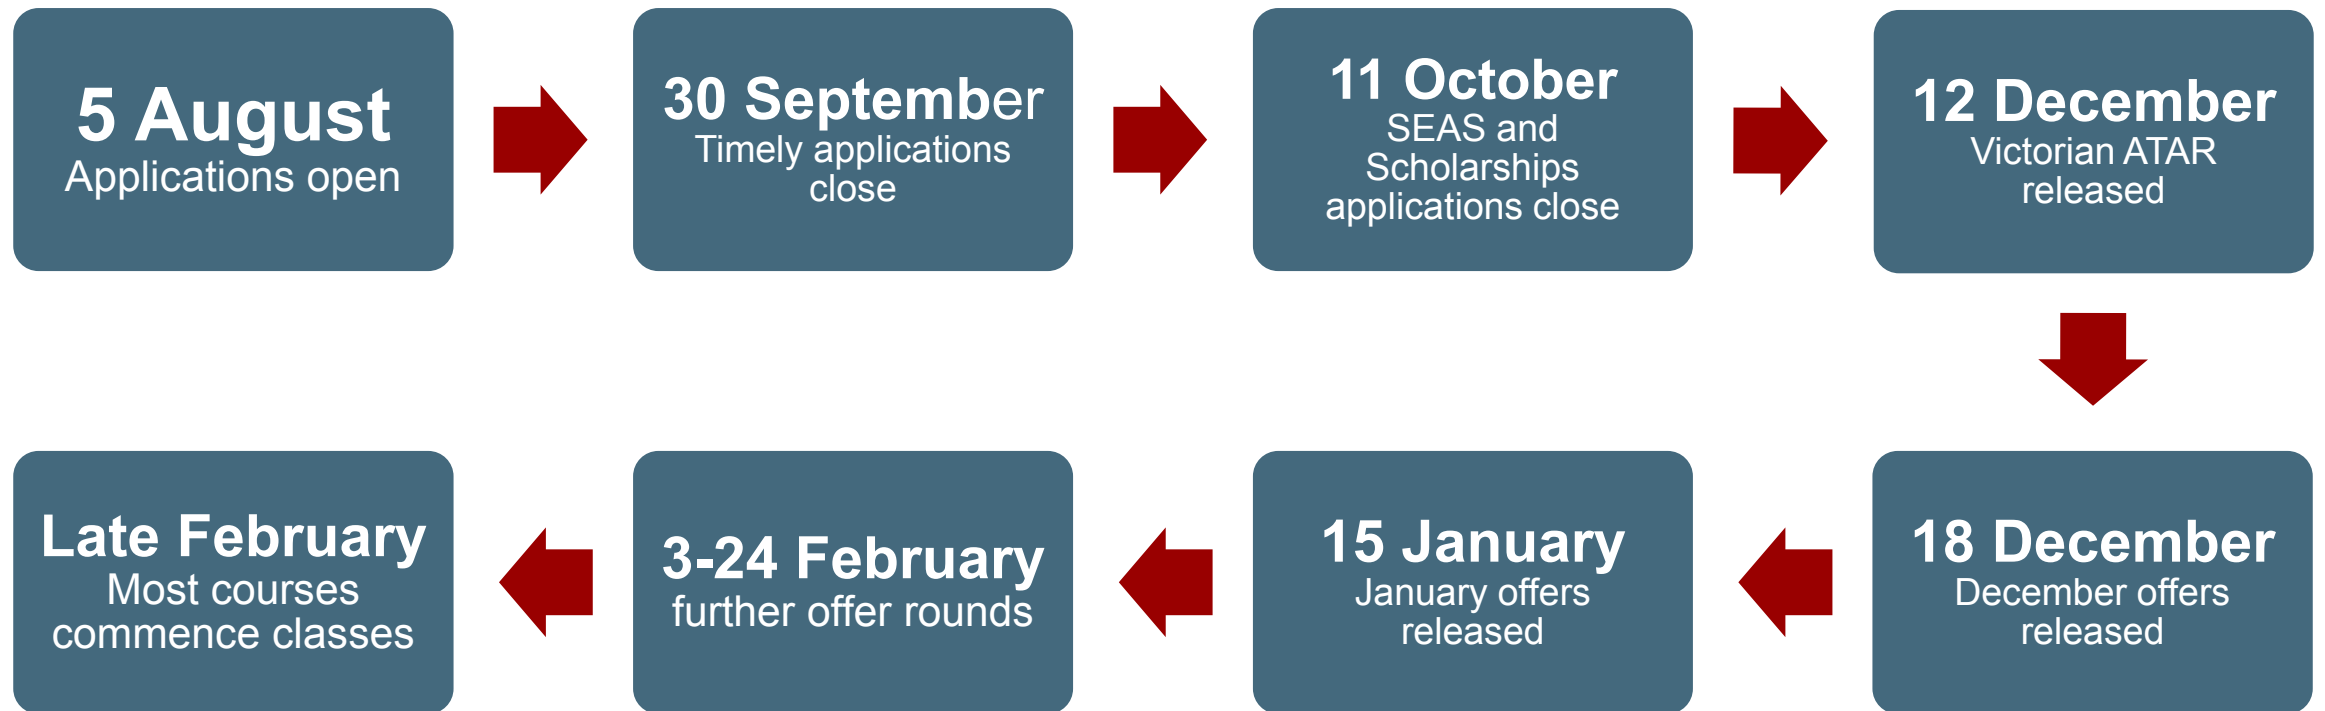 5 August
Applications open
30 September
Timely applications
close
11 October
SEAS and
Scholarships
applications close
12 December
Victorian ATAR
released
18 December
December offers
released
15 January
January offers
released
3-24 February
further offer rounds
Late February
Most courses
commence classes